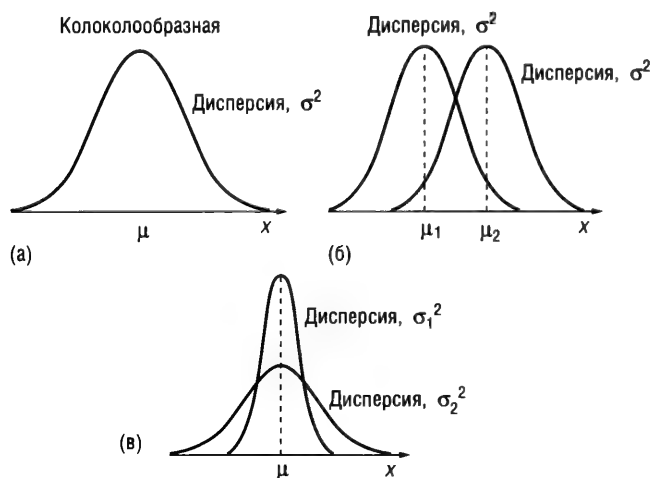 Колоколообразная
Дисперсия, σ²
μ
x
(а)
Дисперсия, σ²
Дисперсия, σ²
μ₁
μ₂
x
(б)
Дисперсия, σ₁²
Дисперсия, σ₂²
(в)
μ
x